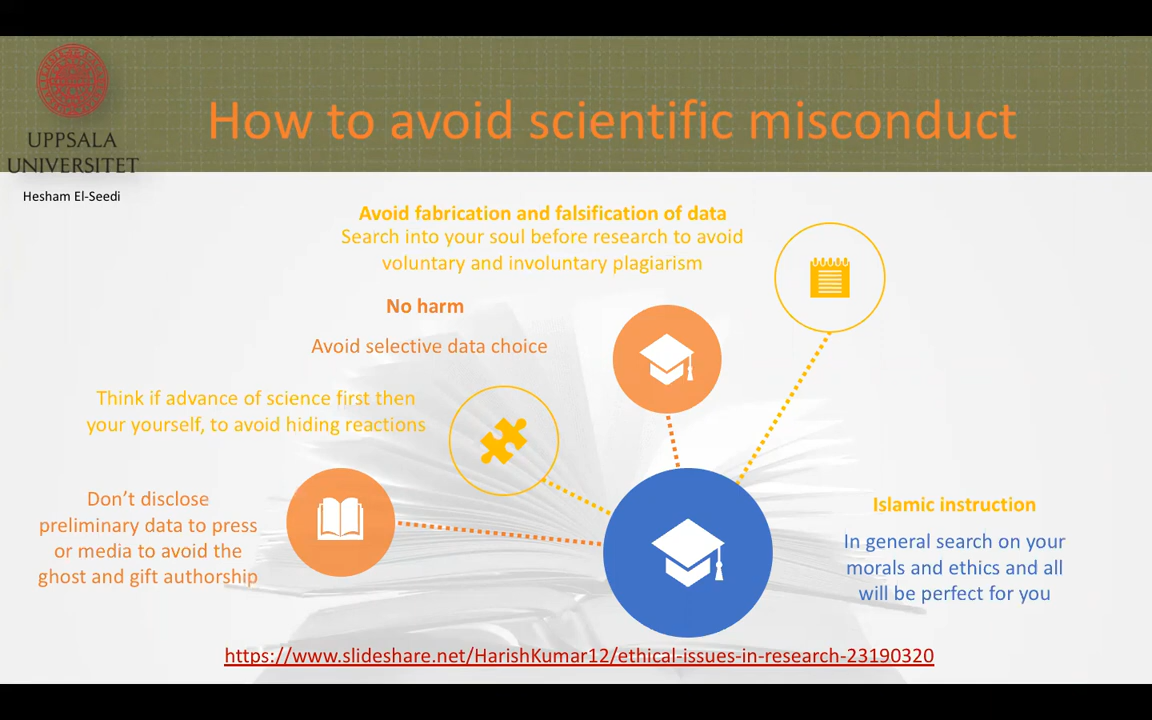 UPPSALA
UNIVERSITET
How to avoid scientific misconduct
Hesham El-Seedi
Avoid fabrication and falsification of data
Search into your soul before research to avoid
voluntary and involuntary plagiarism
No harm
Avoid selective data choice
Think if advance of science first then
your yourself, to avoid hiding reactions
Don’t disclose
preliminary data to press
or media to avoid the
ghost and gift authorship
Islamic instruction
In general search on your
morals and ethics and all
will be perfect for you
https://www.slideshare.net/HarishKumar12/ethical-issues-in-research-23190320